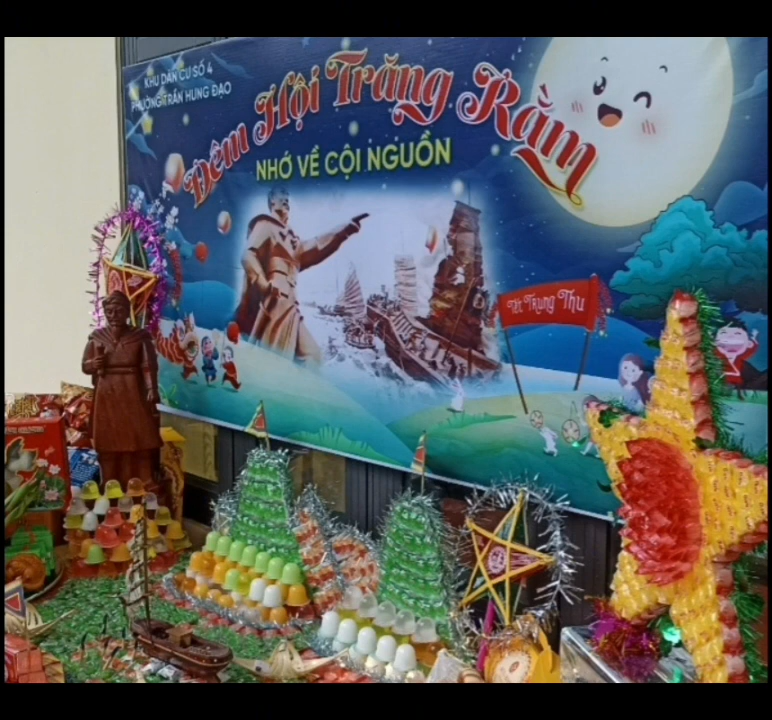 KHU DÂN CƯ SỐ 4
PHƯỜNG TRẦN HƯNG ĐẠO
Đêm Hội Trăng Rằm
NHỚ VỀ CỘI NGUỒN
Tết Trung Thu